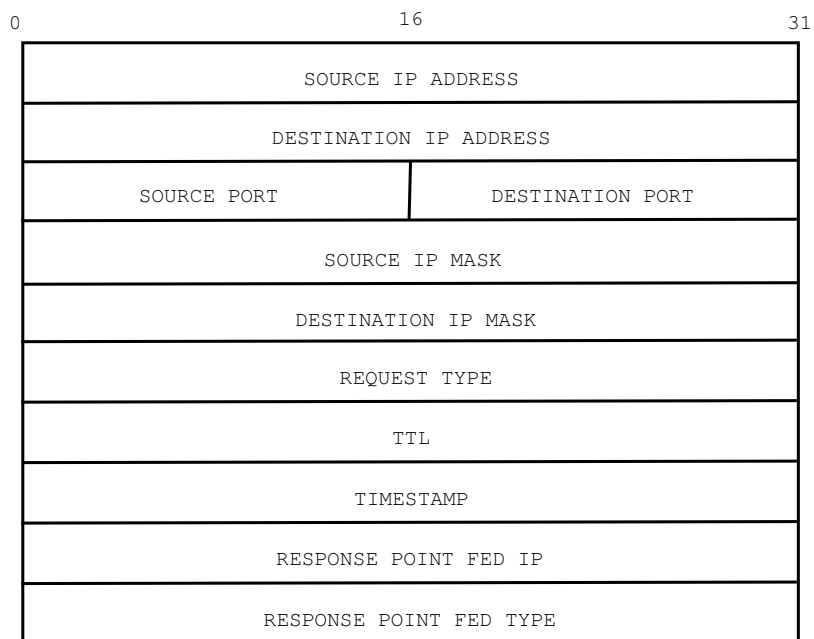 0 16 31
SOURCE IP ADDRESS
DESTINATION IP ADDRESS
SOURCE PORT DESTINATION PORT
SOURCE IP MASK
DESTINATION IP MASK
REQUEST TYPE
TTL
TIMESTAMP
RESPONSE POINT FED IP
RESPONSE POINT FED TYPE